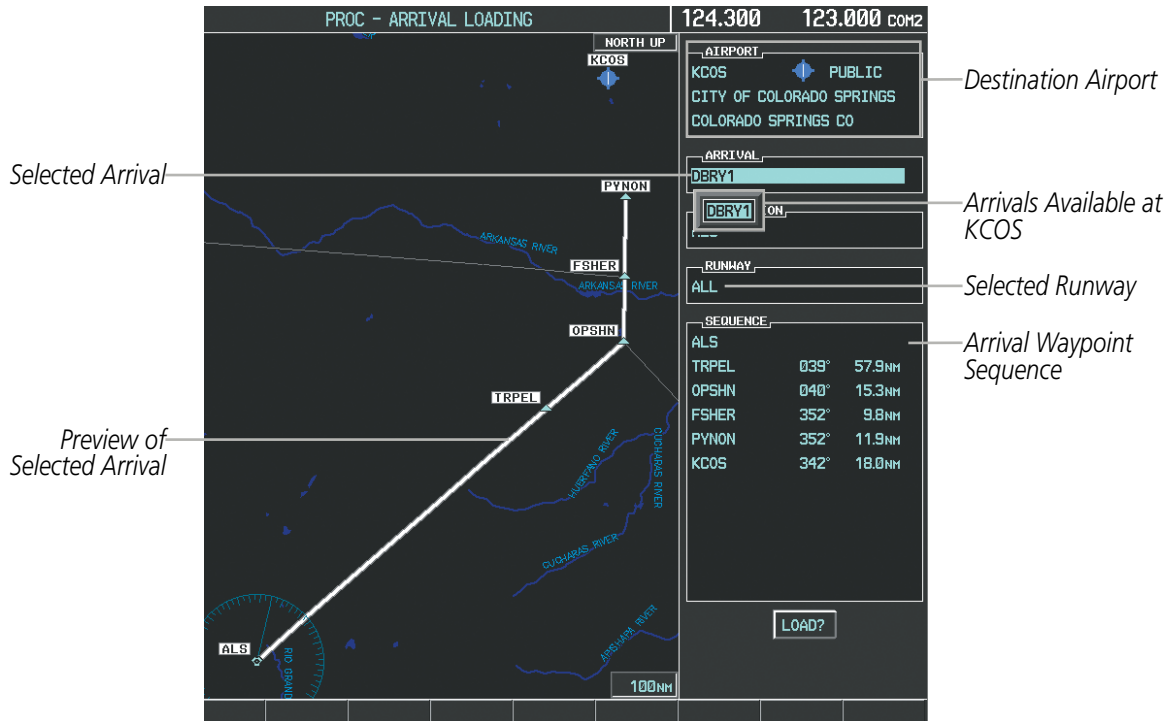 PROC - ARRIVAL LOADING
124.300 123.000 COM2
NORTH UP
KCOS
PYNON
ARKANSAS RIVER
FSHER
ARKANSAS RIVER
OPSHN
TRPEL
HUERFANO RIVER
CUCHARAS RIVER
CUCHARAS RIVER
APISHAPA RIVER
ALS
RIO GRAND
100NM
AIRPORT
KCOS PUBLIC
CITY OF COLORADO SPRINGS
COLORADO SPRINGS CO
ARRIVAL
DBRY1
DBRY1
ON
RUNWAY
ALL
SEQUENCE
ALS
TRPEL 039° 57.9NM
OPSHN 040° 15.3NM
FSHER 352° 9.8NM
PYNON 352° 11.9NM
KCOS 342° 18.0NM
LOAD?
Selected Arrival
Preview of
Selected Arrival
Destination Airport
Arrivals Available at
KCOS
Selected Runway
Arrival Waypoint
Sequence